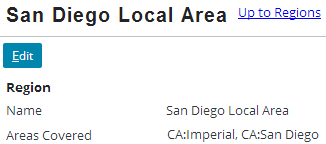 San Diego Local Area Up to Regions
Edit
Region
Name San Diego Local Area
Areas Covered CA:Imperial, CA:San Diego